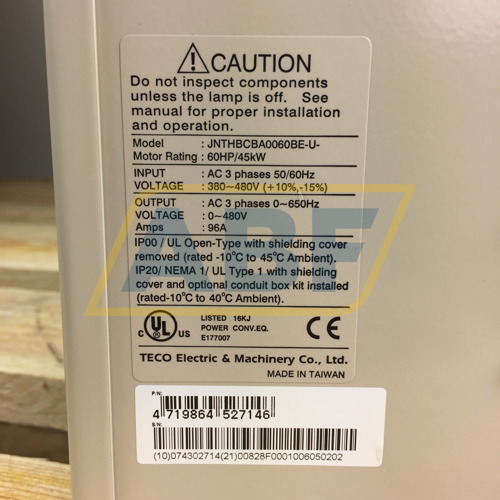 CAUTION
Do not inspect components
unless the lamp is off. See
manual for proper installation
and operation.
Model : JNTHBCBA0060BE-U-
Motor Rating : 60HP/45kW
INPUT : AC 3 phases 50/60Hz
VOLTAGE : 380~480V (+10%,-15%)
OUTPUT : AC 3 phases 0~650Hz
VOLTAGE : 0~480V
Amps : 96A
IP00 / UL Open-Type with shielding cover
removed (rated -10°C to 45°C Ambient).
IP20/ NEMA 1/ UL Type 1 with shielding
cover and optional conduit box kit installed
(rated-10°C to 40°C Ambient).
C UL US LISTED 16KJ CE
POWER CONV.EQ.
E177007
TECO Electric & Machinery Co., Ltd.
MADE IN TAIWAN
P/N:
4 719864 527146
S/N:
(10)074302714(21)00828F0001006050202